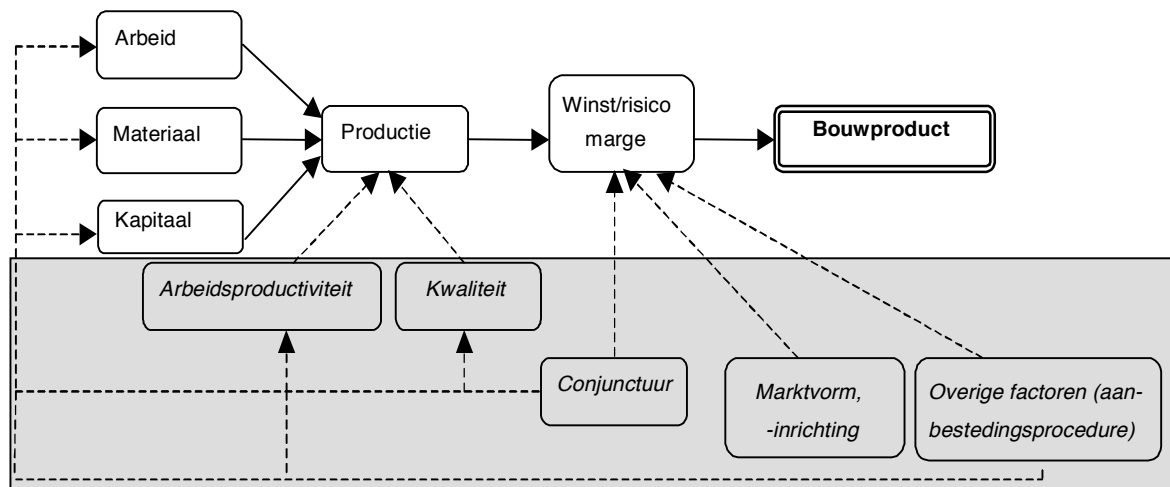 Arbeid
Materiaal
Kapitaal
Productie
Winst/risico
marge
Bouwproduct
Arbeidsproductiviteit
Kwaliteit
Conjunctuur
Marktvorm,
-inrichting
Overige factoren (aan-
bestedingsprocedure)